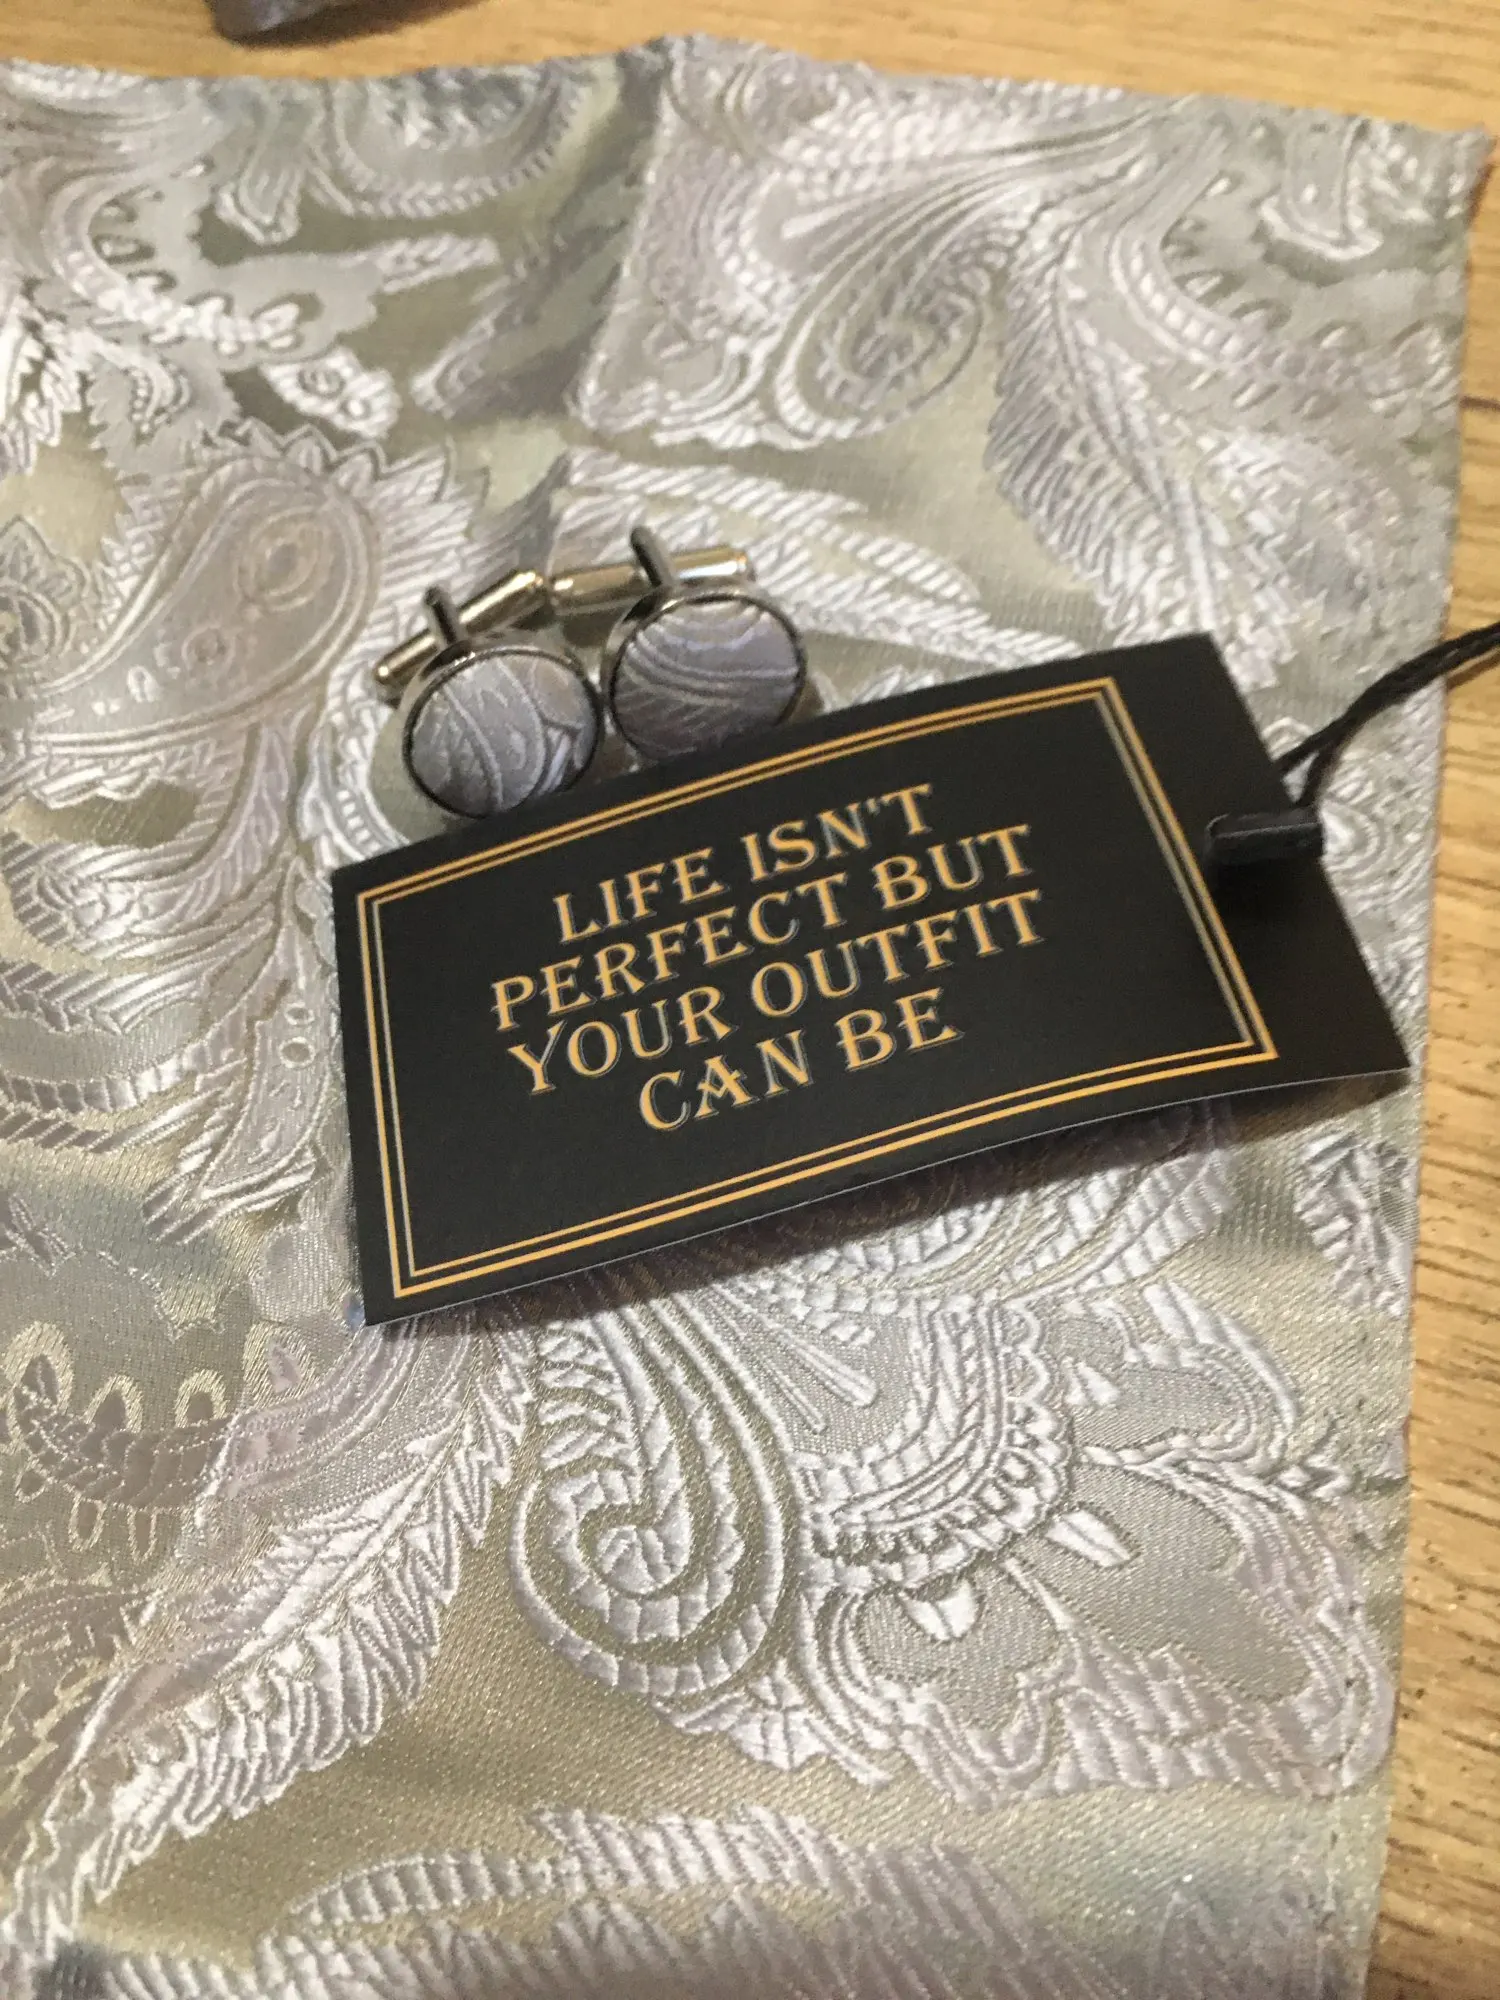 LIFE ISN'T
PERFECT BUT
YOUR OUTFIT
CAN BE